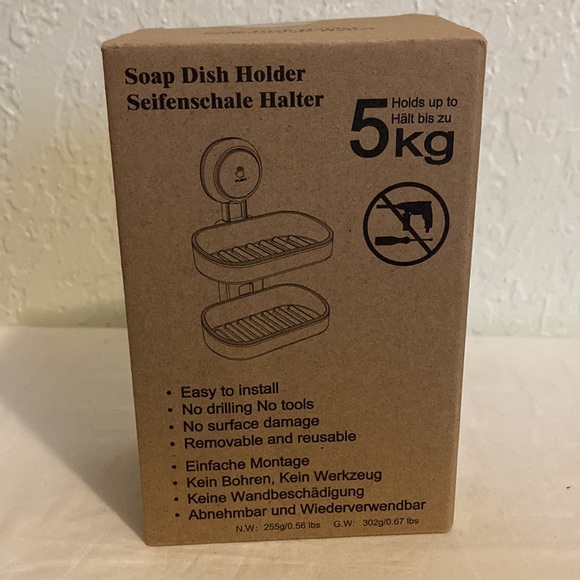 Soap Dish Holder
Seifenschale Halter
Holds up to
Hält bis zu
5kg
• Easy to install
• No drilling No tools
• No surface damage
• Removable and reusable
• Einfache Montage
• Kein Bohren, Kein Werkzeug
• Keine Wandbeschädigung
• Abnehmbar und Wiederverwendbar
N.W: 255g/0.56 lbs G.W: 302g/0.67 lbs